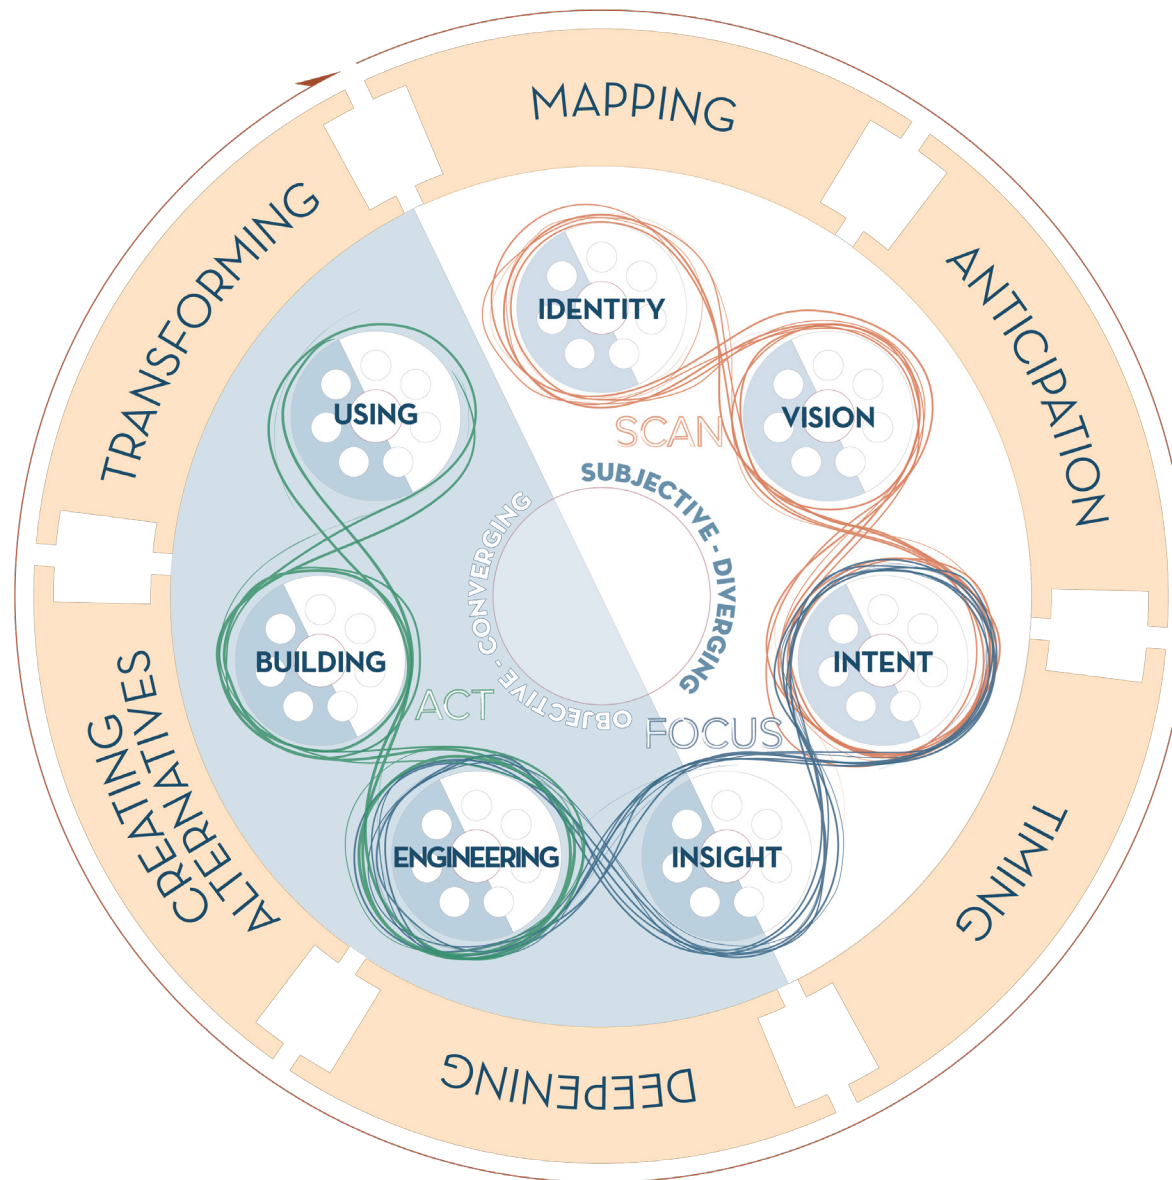 MAPPING
ANTICIPATION
TIMING
DEEPENING
CREATING
ALTERNATIVES
TRANSFORMING
IDENTITY
VISION
INTENT
INSIGHT
ENGINEERING
BUILDING
USING
SCAN
FOCUS
ACT
SUBJECTIVE - DIVERGING
OBJECTIVE - CONVERGING